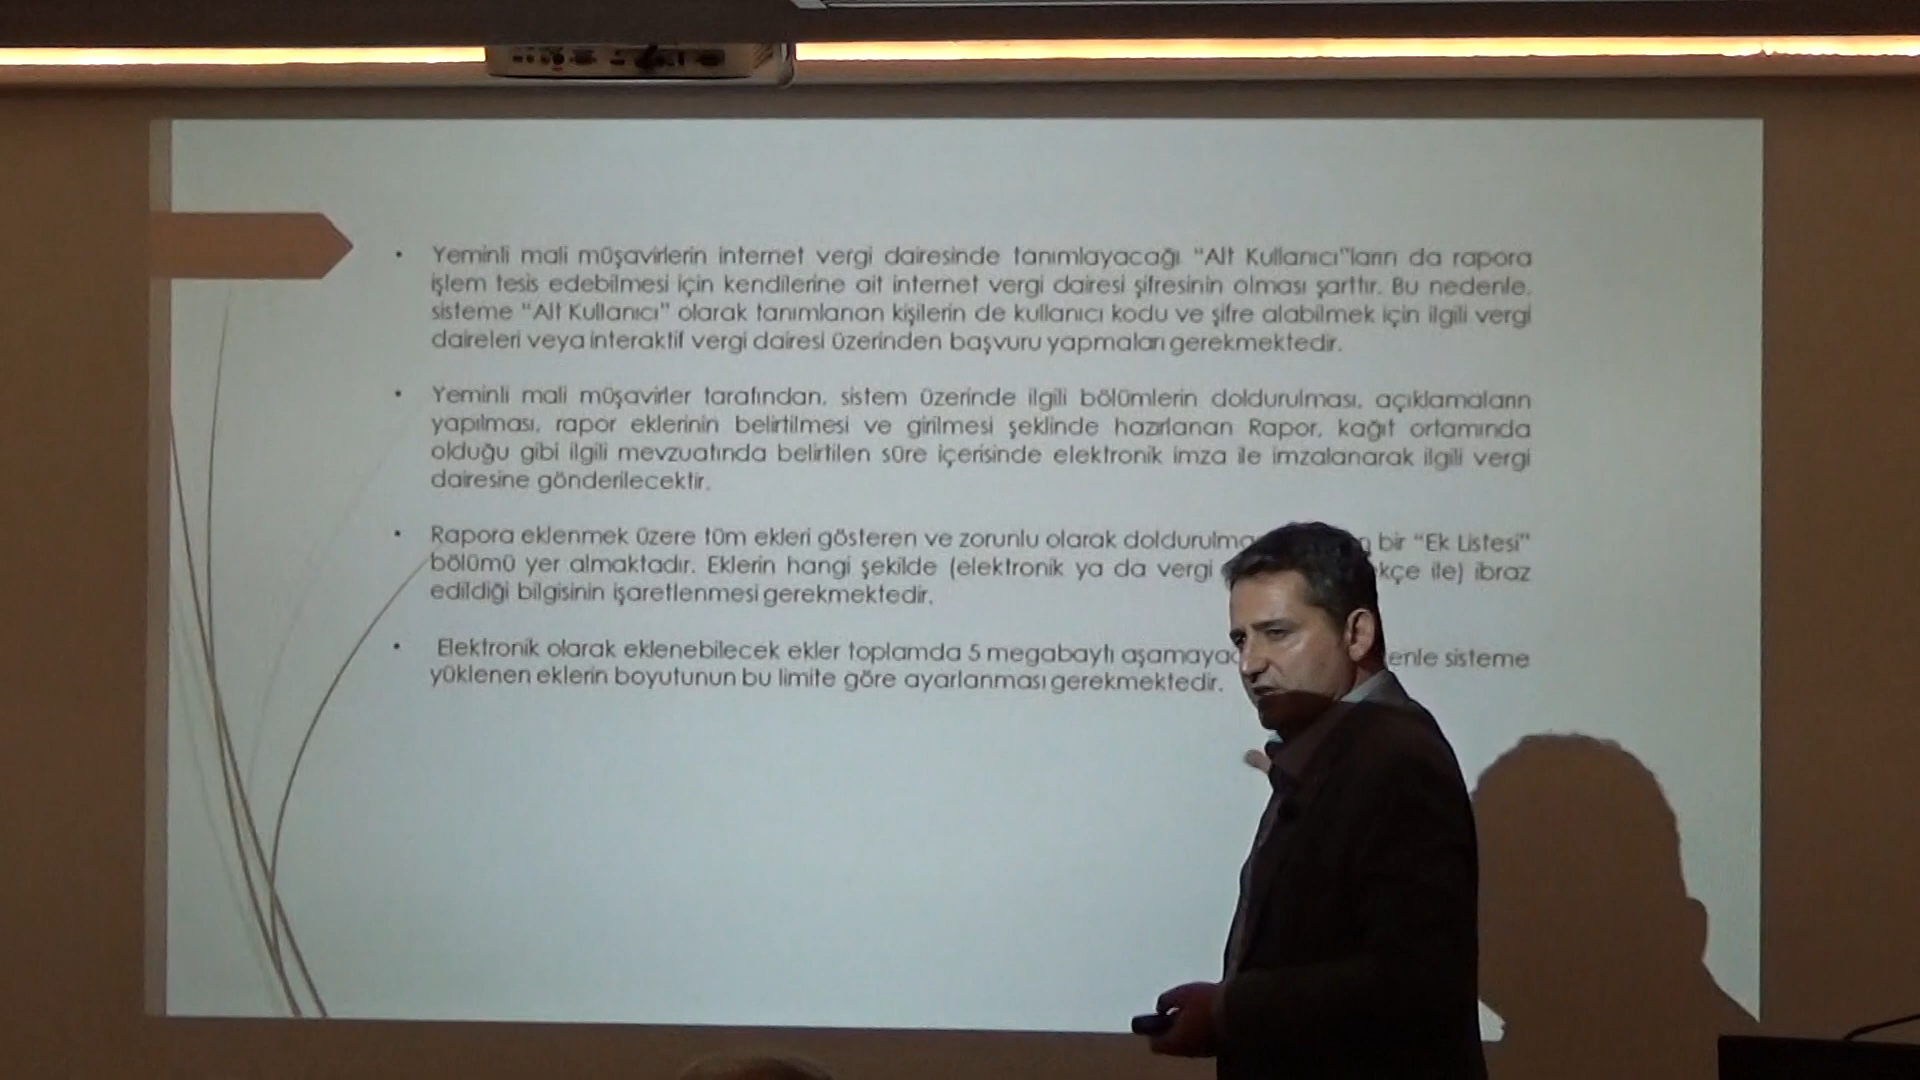 • Yeminli mali müşavirlerin internet vergi dairesinde tanımlayacağı "Alt Kullanıcı"ların da rapora
işlem tesis edebilmesi için kendilerine ait internet vergi dairesi şifresinin olması şarttır. Bu nedenle,
sisteme "Alt Kullanıcı" olarak tanımlanan kişilerin de kullanıcı kodu ve şifre alabilmek için ilgili vergi
daireleri veya interaktif vergi dairesi üzerinden başvuru yapmaları gerekmektedir.
• Yeminli mali müşavirler tarafından, sistem üzerinde ilgili bölümlerin doldurulması, açıklamaların
yapılması, rapor eklerinin belirtilmesi ve girilmesi şeklinde hazırlanan Rapor, kağıt ortamında
olduğu gibi ilgili mevzuatında belirtilen süre içerisinde elektronik imza ile imzalanarak ilgili vergi
dairesine gönderilecektir.
• Rapora eklenmek üzere tüm ekleri gösteren ve zorunlu olarak bir "Ek Listesi"
bölümü yer almaktadır. Eklerin hangi şekilde (elektronik ya da vergi ile) ibraz
edildiği bilgisinin işaretlenmesi gerekmektedir.
• Elektronik olarak eklenebilecek ekler toplamda 5 megabaytı sisteme
yüklenen eklerin boyutunun bu limite göre ayarlanması gerekmektedir.